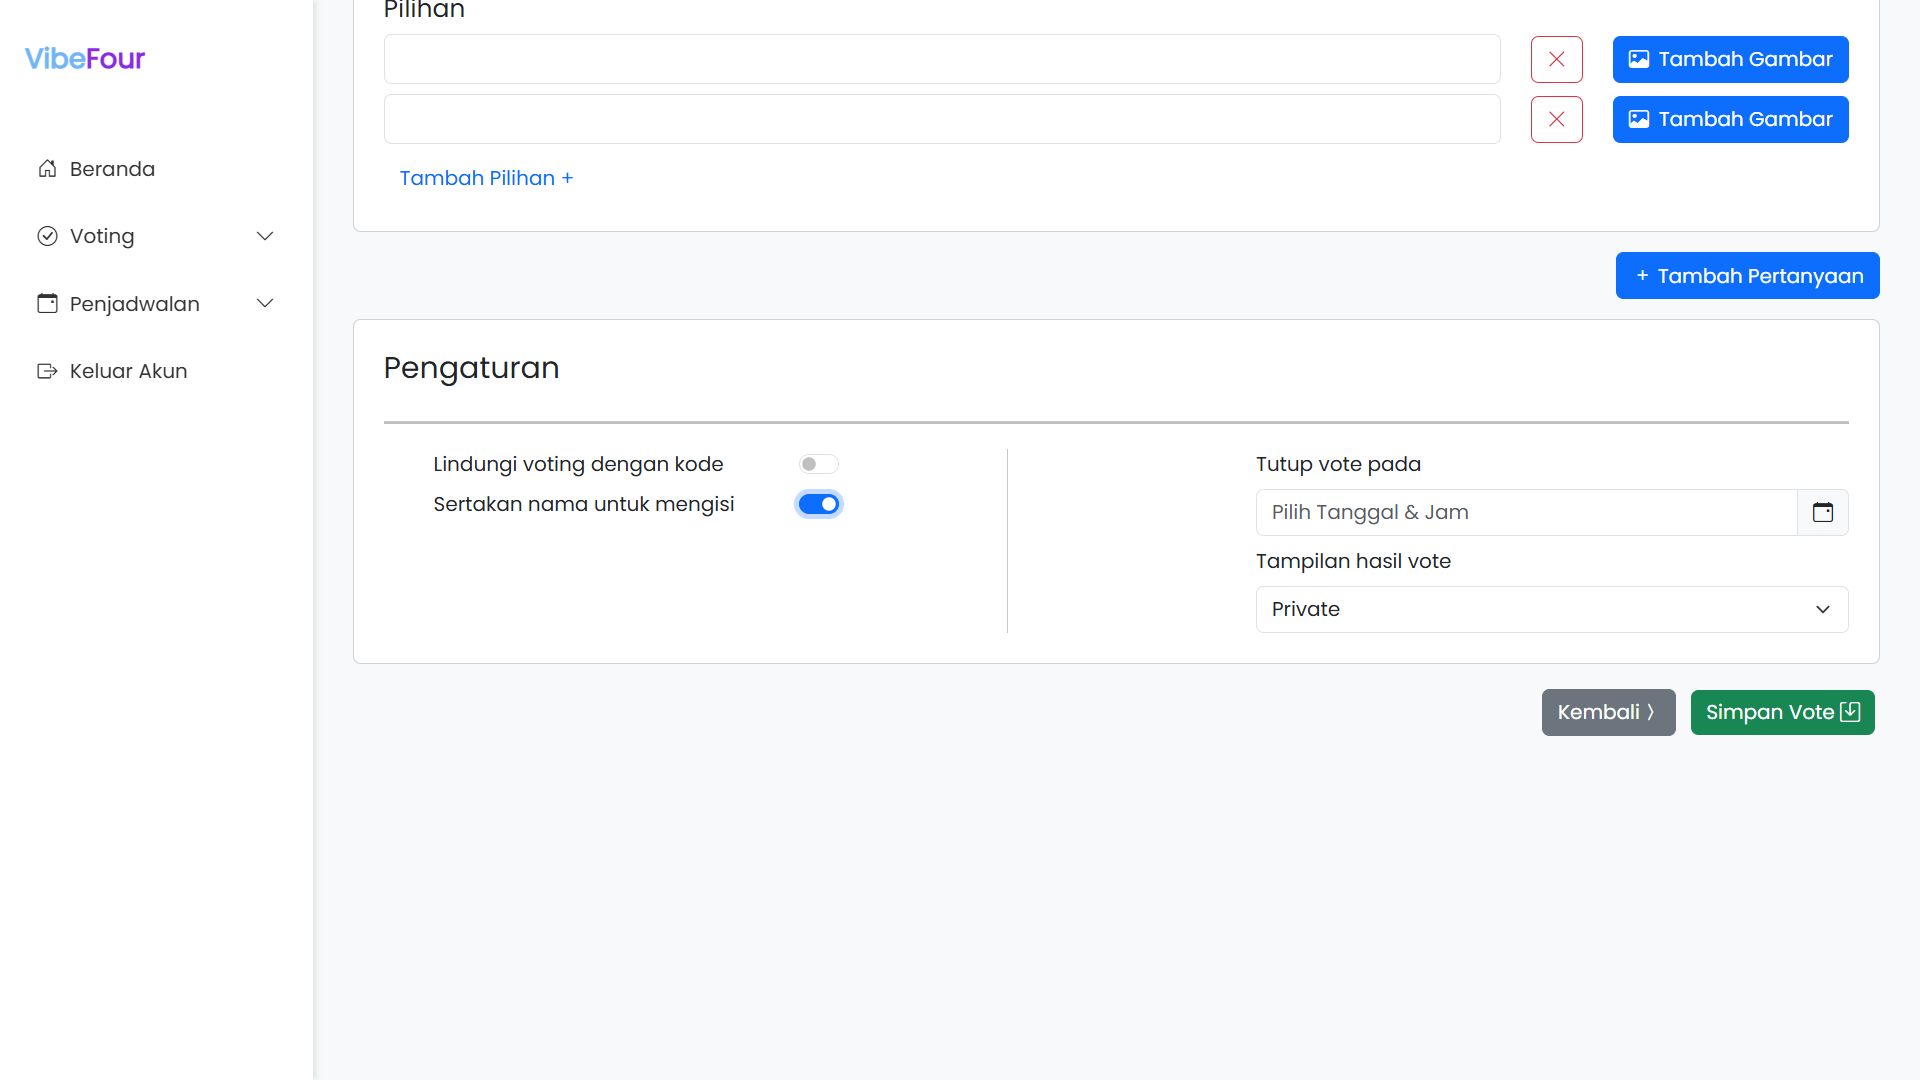 VibeFour
Beranda
Voting
Penjadwalan
Keluar Akun
Pilihan
Tambah Gambar
Tambah Gambar
Tambah Pilihan +
+ Tambah Pertanyaan
Pengaturan
Lindungi voting dengan kode
Sertakan nama untuk mengisi
Tutup vote pada
Pilih Tanggal & Jam
Tampilan hasil vote
Private
Kembali
Simpan Vote